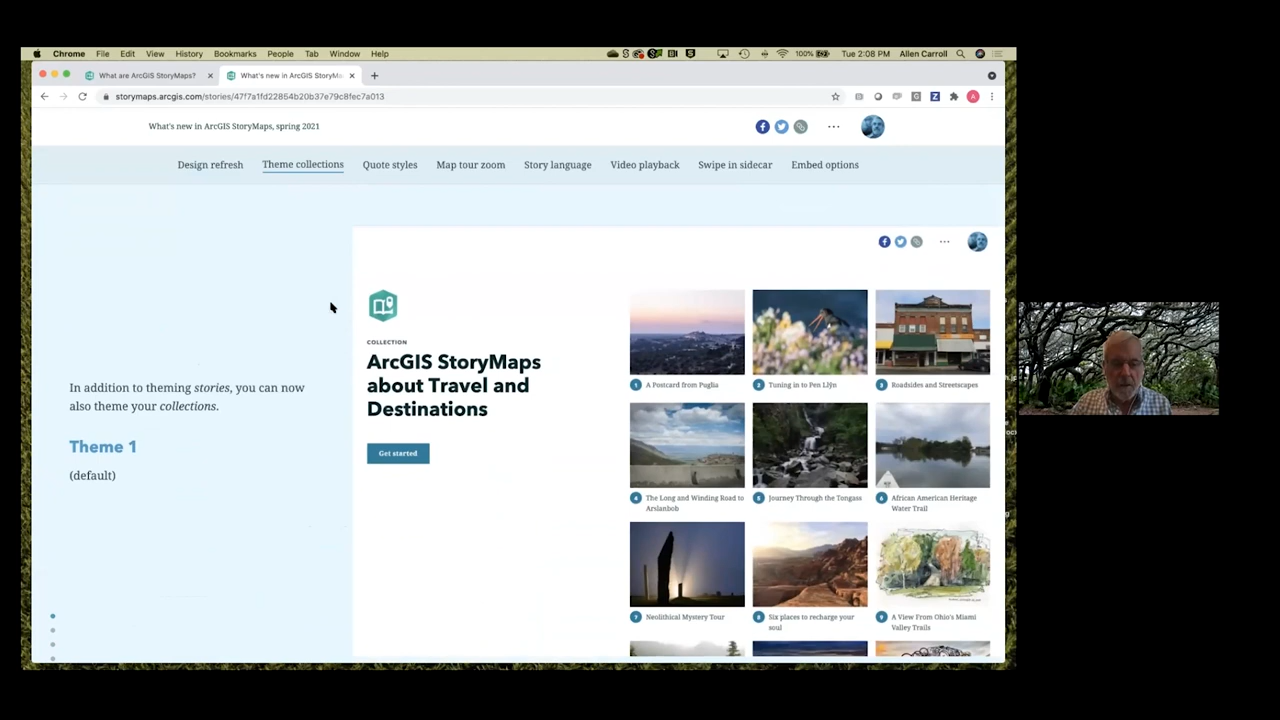 Chrome File Edit View History Bookmarks People Tab Window Help
100% Tue 2:08 PM Allen Carroll
What are ArcGIS StoryMaps?
What's new in ArcGIS StoryMa
storymaps.arcgis.com/stories/47f7a1fd22854b20b37e79c8fec7a013
What's new in ArcGIS StoryMaps, spring 2021
Design refresh Theme collections Quote styles Map tour zoom Story language Video playback Swipe in sidecar Embed options
COLLECTION
ArcGIS StoryMaps
about Travel and
Destinations
Get started
In addition to theming stories, you can now
also theme your collections.
Theme 1
(default)
1 A Postcard from Puglia
2 Tuning in to Pen Llŷn
3 Roadsides and Streetscapes
4 The Long and Winding Road to
Arslanbob
5 Journey Through the Tongass
6 African American Heritage
Water Trail
7 Neolithical Mystery Tour
8 Six places to recharge your
soul
9 A View From Ohio's Miami
Valley Trails